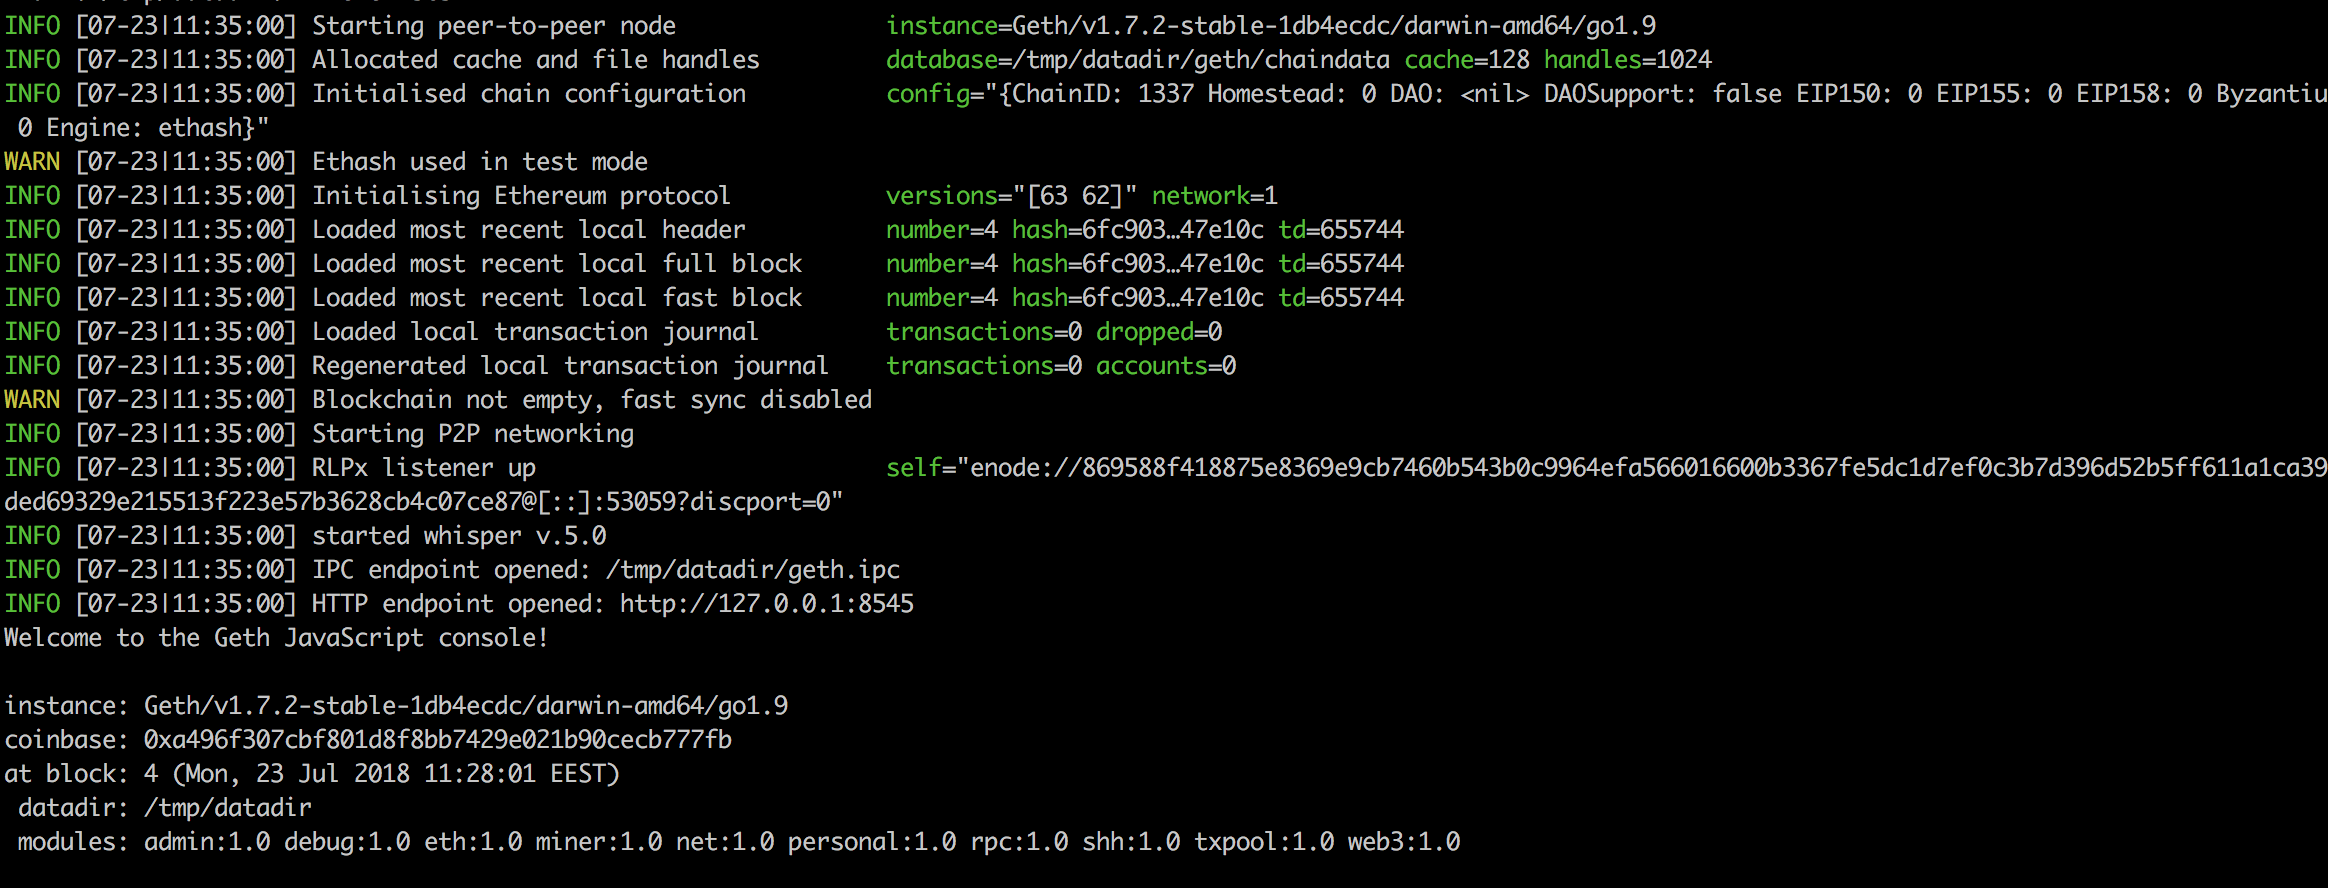 INFO [07-23|11:35:00] Starting peer-to-peer node instance=Geth/v1.7.2-stable-1db4ecdc/darwin-amd64/go1.9
INFO [07-23|11:35:00] Allocated cache and file handles database=/tmp/datadir/geth/chaindata cache=128 handles=1024
INFO [07-23|11:35:00] Initialised chain configuration config="{ChainID: 1337 Homestead: 0 DAO: <nil> DAOSupport: false EIP150: 0 EIP155: 0 EIP158: 0 Byzantiu
0 Engine: ethash}"
WARN [07-23|11:35:00] Ethash used in test mode
INFO [07-23|11:35:00] Initialising Ethereum protocol versions="[63 62]" network=1
INFO [07-23|11:35:00] Loaded most recent local header number=4 hash=6fc903…47e10c td=655744
INFO [07-23|11:35:00] Loaded most recent local full block number=4 hash=6fc903…47e10c td=655744
INFO [07-23|11:35:00] Loaded most recent local fast block number=4 hash=6fc903…47e10c td=655744
INFO [07-23|11:35:00] Loaded local transaction journal transactions=0 dropped=0
INFO [07-23|11:35:00] Regenerated local transaction journal transactions=0 accounts=0
WARN [07-23|11:35:00] Blockchain not empty, fast sync disabled
INFO [07-23|11:35:00] Starting P2P networking
INFO [07-23|11:35:00] RLPx listener up self="enode://869588f418875e8369e9cb7460b543b0c9964efa566016600b3367fe5dc1d7ef0c3b7d396d52b5ff611a1ca39
ded69329e215513f223e57b3628cb4c07ce87@[::]:53059?discport=0"
INFO [07-23|11:35:00] started whisper v.5.0
INFO [07-23|11:35:00] IPC endpoint opened: /tmp/datadir/geth.ipc
INFO [07-23|11:35:00] HTTP endpoint opened: http://127.0.0.1:8545
Welcome to the Geth JavaScript console!
instance: Geth/v1.7.2-stable-1db4ecdc/darwin-amd64/go1.9
coinbase: 0xa496f307cbf801d8f8bb7429e021b90cecb777fb
at block: 4 (Mon, 23 Jul 2018 11:28:01 EEST)
datadir: /tmp/datadir
modules: admin:1.0 debug:1.0 eth:1.0 miner:1.0 net:1.0 personal:1.0 rpc:1.0 shh:1.0 txpool:1.0 web3:1.0